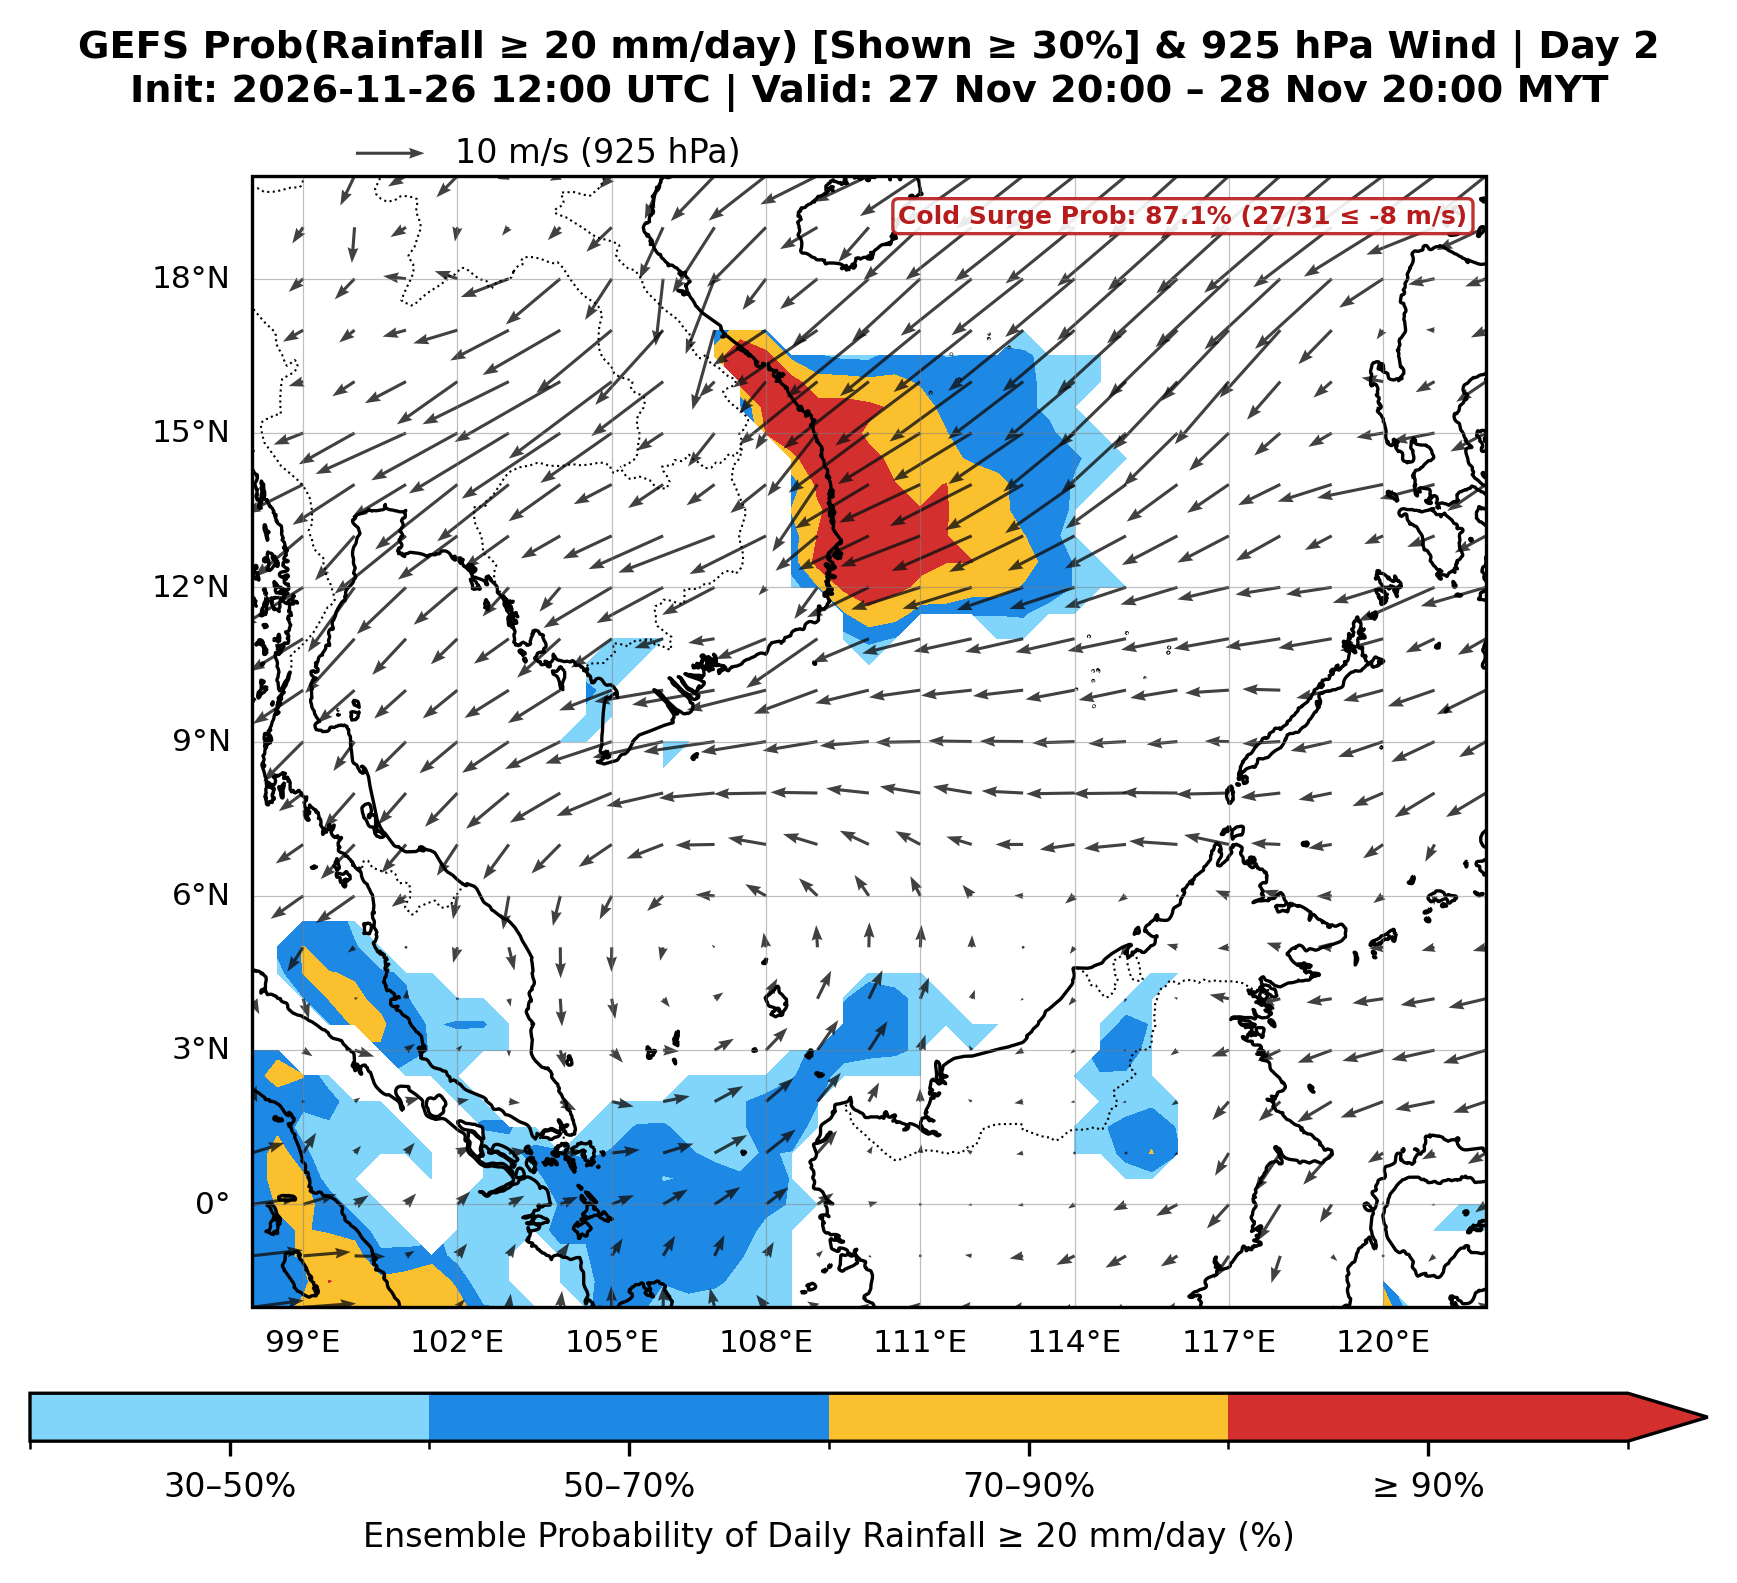 GEFS Prob(Rainfall ≥ 20 mm/day) [Shown ≥ 30%] & 925 hPa Wind | Day 2
Init: 2026-11-26 12:00 UTC | Valid: 27 Nov 20:00 – 28 Nov 20:00 MYT
10 m/s (925 hPa)
Cold Surge Prob: 87.1% (27/31 ≤ -8 m/s)
18°N
15°N
12°N
9°N
6°N
3°N
0°
99°E 102°E 105°E 108°E 111°E 114°E 117°E 120°E
30–50% 50–70% 70–90% ≥ 90%
Ensemble Probability of Daily Rainfall ≥ 20 mm/day (%)